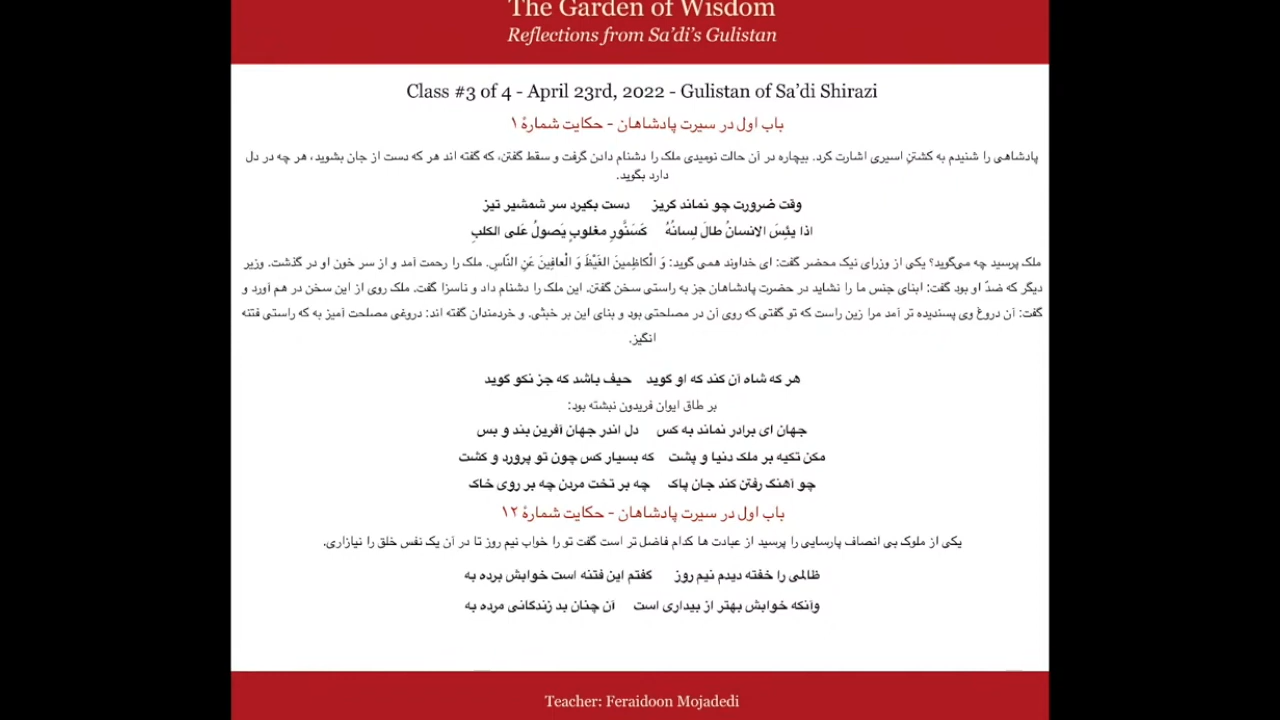 The Garden of Wisdom
Reflections from Sa'di's Gulistan
Class #3 of 4 - April 23rd, 2022 - Gulistan of Sa'di Shirazi
باب اول در سیرت پادشاهان - حکایت شمارهٔ ۱
پادشاهی را شنیدم به کشتنِ اسیری اشارت کرد. بیچاره در آن حالت نومیدی ملک را دشنام دادن گرفت و سقط گفتن، که گفته اند هر که دست از جان بشوید، هر چه در دل
دارد بگوید.
وقت ضرورت چو نماند گریز دست بگیرد سر شمشیر تیز
اذا یئِسَ الانسانُ طالَ لِسانُهُ کَسَنَّورِ مغلوبٍ یَصولُ عَلی الکلبِ
ملک پرسید چه می‌گوید؟ یکی از وزرای نیک محضر گفت: ای خداوند همی گوید: وَ الْکاظِمینَ الغَیْظَ وَ الْعافِینَ عَنِ النّاسِ. ملک را رحمت آمد و از سر خون او در گذشت. وزیر
دیگر که ضدّ او بود گفت: ابنای جنس ما را نشاید در حضرت پادشاهان جز به راستی سخن گفتن. این ملک را دشنام داد و ناسزا گفت. ملک روی از این سخن در هم آورد و
گفت: آن دروغ وی پسندیده تر آمد مرا زین راست که تو گفتی که روی آن در مصلحتی بود و بنای این بر خبثی. و خردمندان گفته اند: دروغی مصلحت آمیز به که راستی فتنه
انگیز.
هر که شاه آن کند که او گوید حیف باشد که جز نکو گوید
بر طاق ایوان فریدون نبشته بود:
جهان ای برادر نماند به کس دل اندر جهان آفرین بند و بس
مکن تکیه بر ملک دنیا و پشت که بسیار کس چون تو پرورد و کشت
چو آهنگ رفتن کند جان پاک چه بر تخت مردن چه بر روی خاک
باب اول در سیرت پادشاهان - حکایت شمارهٔ ۱۲
یکی از ملوک بی انصاف پارسایی را پرسید از عبادت ها کدام فاضل تر است گفت تو را خواب نیم روز تا در آن یک نفس خلق را نیازاری.
ظالمی را خفته دیدم نیم روز گفتم این فتنه است خوابش برده به
وآنکه خوابش بهتر از بیداری است آن چنان بد زندگانی مرده به
Teacher: Feraidoon Mojadedi